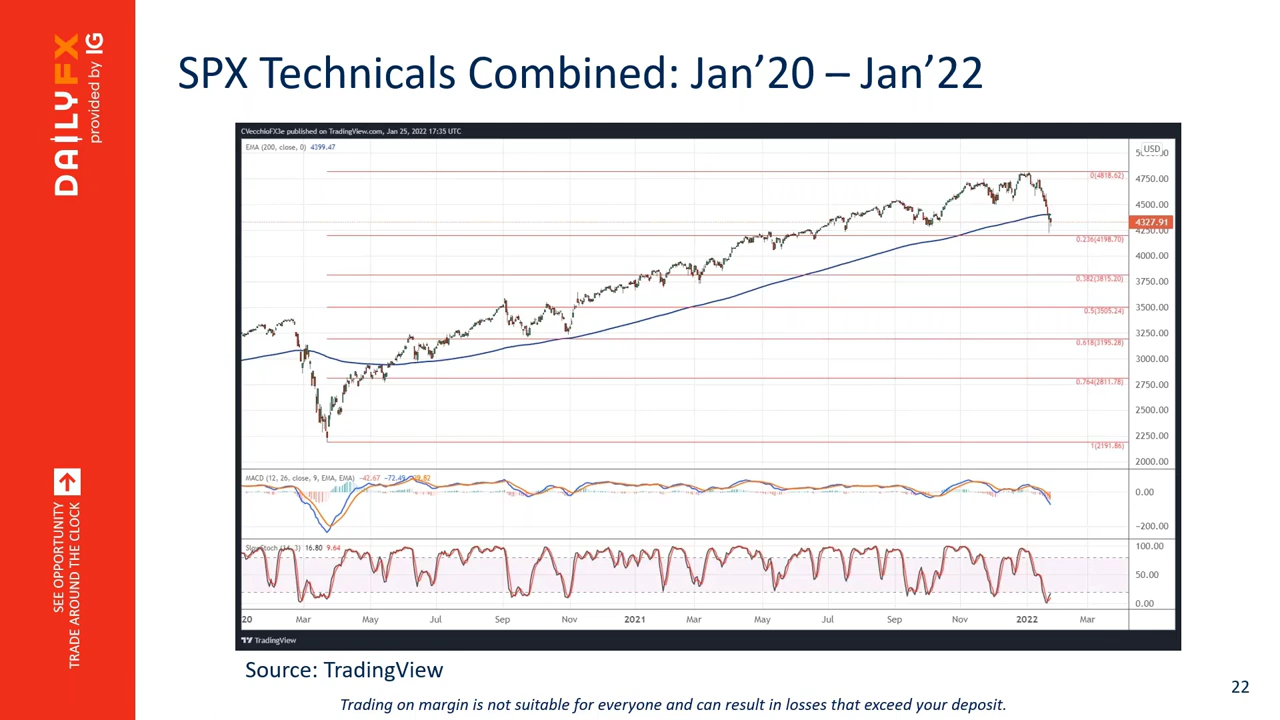 DAILYFX
provided by IG
SEE OPPORTUNITY
TRADE AROUND THE CLOCK
SPX Technicals Combined: Jan’20 – Jan’22
CVecchioFX3e published on TradingView.com, Jan 25, 2022 17:35 UTC
EMA (200, close, 0) 4399.47
USD
4750.00
4500.00
4327.91
4250.00
4000.00
3750.00
3500.00
3250.00
3000.00
2750.00
2500.00
2250.00
2000.00
0(4818.62)
0.236(4198.70)
0.382(3815.20)
0.5(3505.24)
0.618(3195.28)
0.764(2811.78)
1(2191.86)
MACD (12, 26, close, 9, EMA, EMA) −42.67 −72.49
0.00
−200.00
16.80 9.64
100.00
50.00
0.00
20 Mar May Jul Sep Nov 2021 Mar May Jul Sep Nov 2022 Mar
TradingView
Source: TradingView
22
Trading on margin is not suitable for everyone and can result in losses that exceed your deposit.